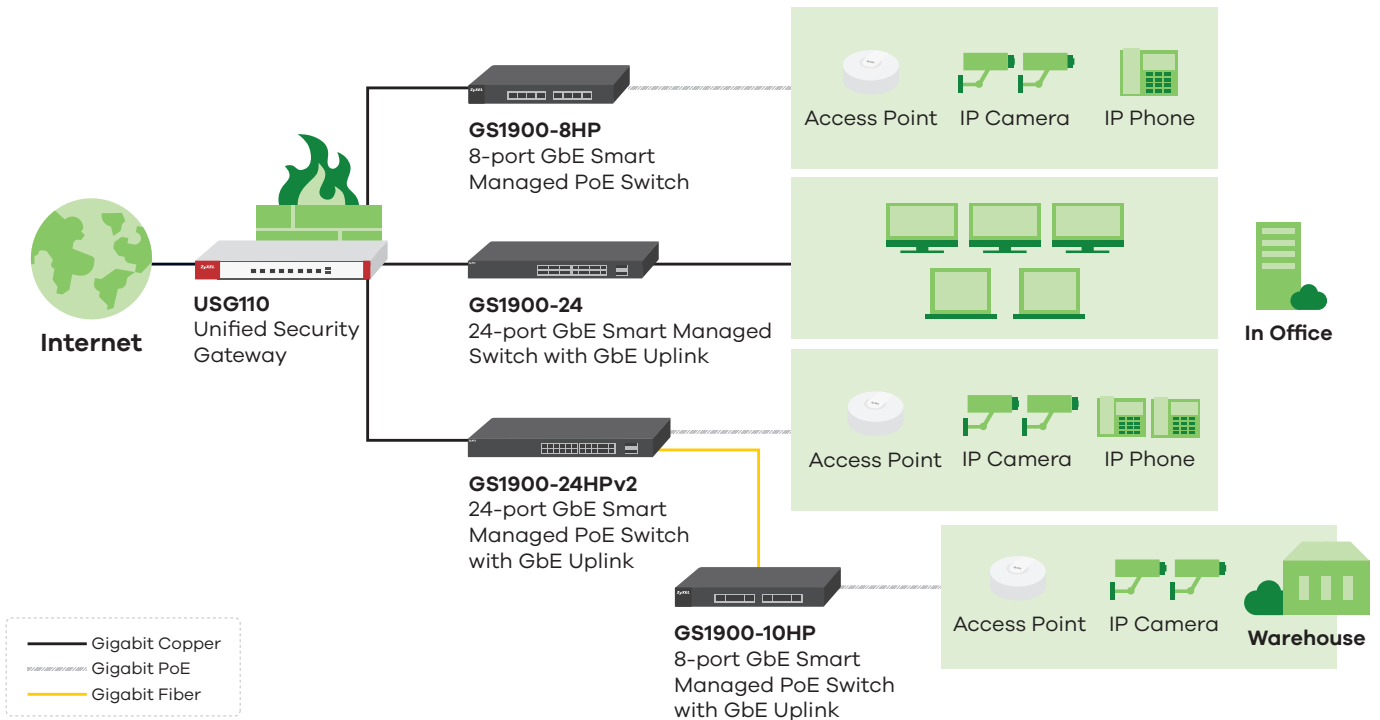 ZyXEL
GS1900-8HP
8-port GbE Smart
Managed PoE Switch
Access Point
IP Camera
IP Phone
Internet
ZyXEL
USG110
Unified Security
Gateway
GS1900-24
24-port GbE Smart Managed
Switch with GbE Uplink
In Office
GS1900-24HPv2
24-port GbE Smart
Managed PoE Switch
with GbE Uplink
Access Point
IP Camera
IP Phone
ZyXEL
GS1900-10HP
8-port GbE Smart
Managed PoE Switch
with GbE Uplink
Access Point
IP Camera
Warehouse
Gigabit Copper
Gigabit PoE
Gigabit Fiber